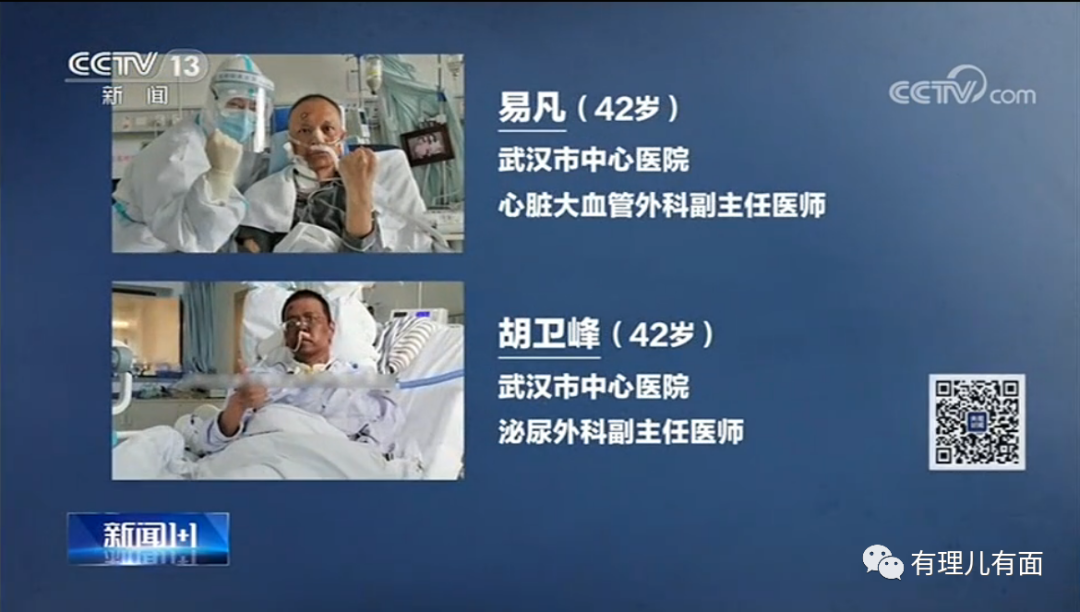 CCTV 13
新闻
CCTV com
易凡（42岁）
武汉市中心医院
心脏大血管外科副主任医师
胡卫峰（42岁）
武汉市中心医院
泌尿外科副主任医师
新闻1+1
有理儿有面